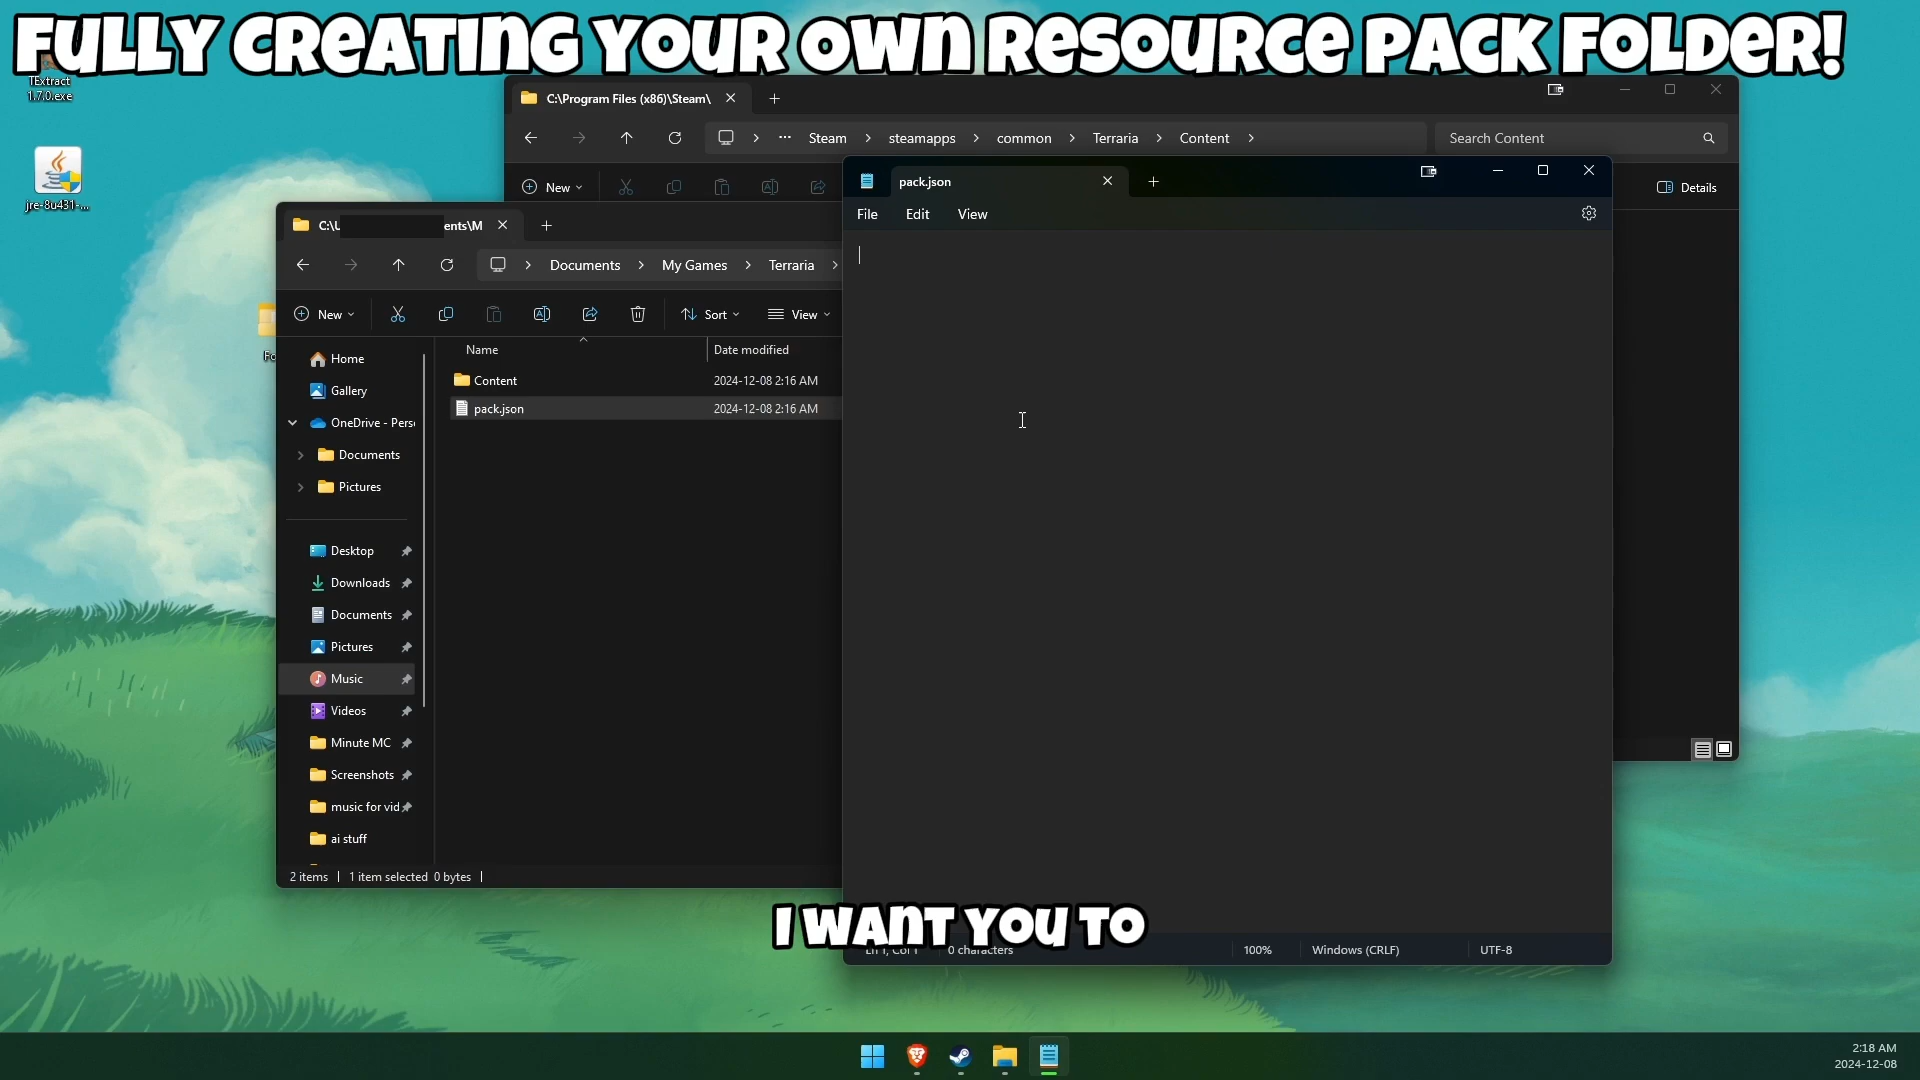 FULLY CREATING YOUR OWN RESOURCE PACK FOLDER!
TExtract
1.7.0.exe
jre-8u431-...
C:\Program Files (x86)\Steam\
Steam > steamapps > common > Terraria > Content >
Search Content
New
Details
pack.json
File Edit View
C:\U
ents\M
Documents > My Games > Terraria >
New
Sort
View
Name
Date modified
Home
Gallery
OneDrive - Perso
Documents
Pictures
Content 2024-12-08 2:16 AM
pack.json 2024-12-08 2:16 AM
Desktop
Downloads
Documents
Pictures
Music
Videos
Minute MC
Screenshots
music for vid
ai stuff
2 items | 1 item selected 0 bytes |
I WANT YOU TO
Ln 1, Col 1
0 characters
100%
Windows (CRLF)
UTF-8
2:18 AM
2024-12-08